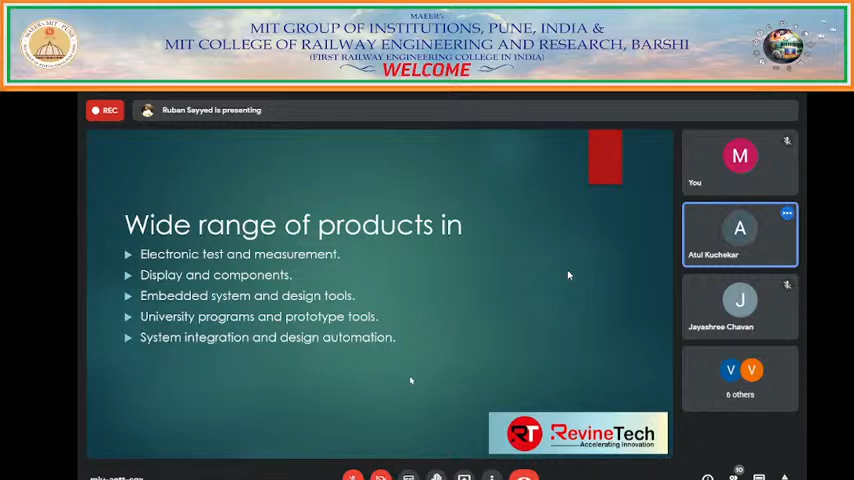 MAEER's
MIT GROUP OF INSTITUTIONS, PUNE, INDIA &
MIT COLLEGE OF RAILWAY ENGINEERING AND RESEARCH, BARSHI
(FIRST RAILWAY ENGINEERING COLLEGE IN INDIA)
WELCOME
REC
Ruban Sayyed is presenting
Wide range of products in
Electronic test and measurement.
Display and components.
Embedded system and design tools.
University programs and prototype tools.
System integration and design automation.
RT RevineTech
Accelerating Innovation
M
You
A
Atul Kuchekar
J
Jayashree Chavan
V V
6 others
10